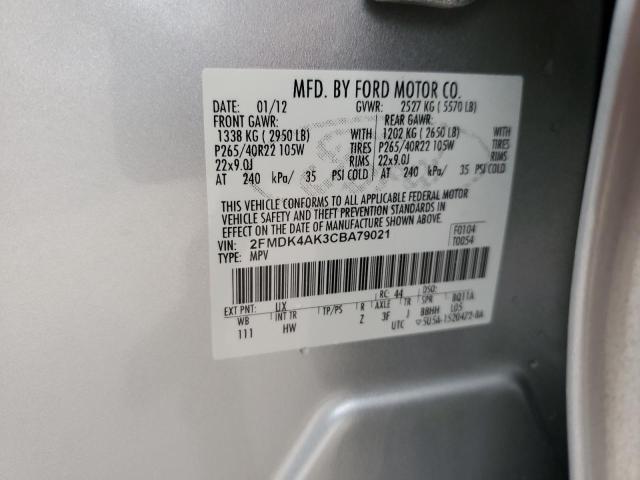 MFD. BY FORD MOTOR CO.
DATE: 01/12 GVWR: 2527 KG ( 5570 LB)
FRONT GAWR: REAR GAWR:
1338 KG ( 2950 LB) WITH 1202 KG ( 2650 LB) WITH
P265/40R22 105W TIRES P265/40R22 105W TIRES
22x9.0J RIMS 22x9.0J RIMS
AT 240 kPa/ 35 PSI COLD AT 240 kPa/ 35 PSI COLD
THIS VEHICLE CONFORMS TO ALL APPLICABLE FEDERAL MOTOR
VEHICLE SAFETY AND THEFT PREVENTION STANDARDS IN
EFFECT ON THE DATE OF MANUFACTURE SHOWN ABOVE.
VIN: 2FMDK4AK3CBA79021 F0104
TYPE: MPV T0054
EXT PNT: UX RC: 44 DSO:
WB INT TR TP/PS R AXLE TR SPR BQ11A
111 HW Z 3F J BBHH L05
UTC